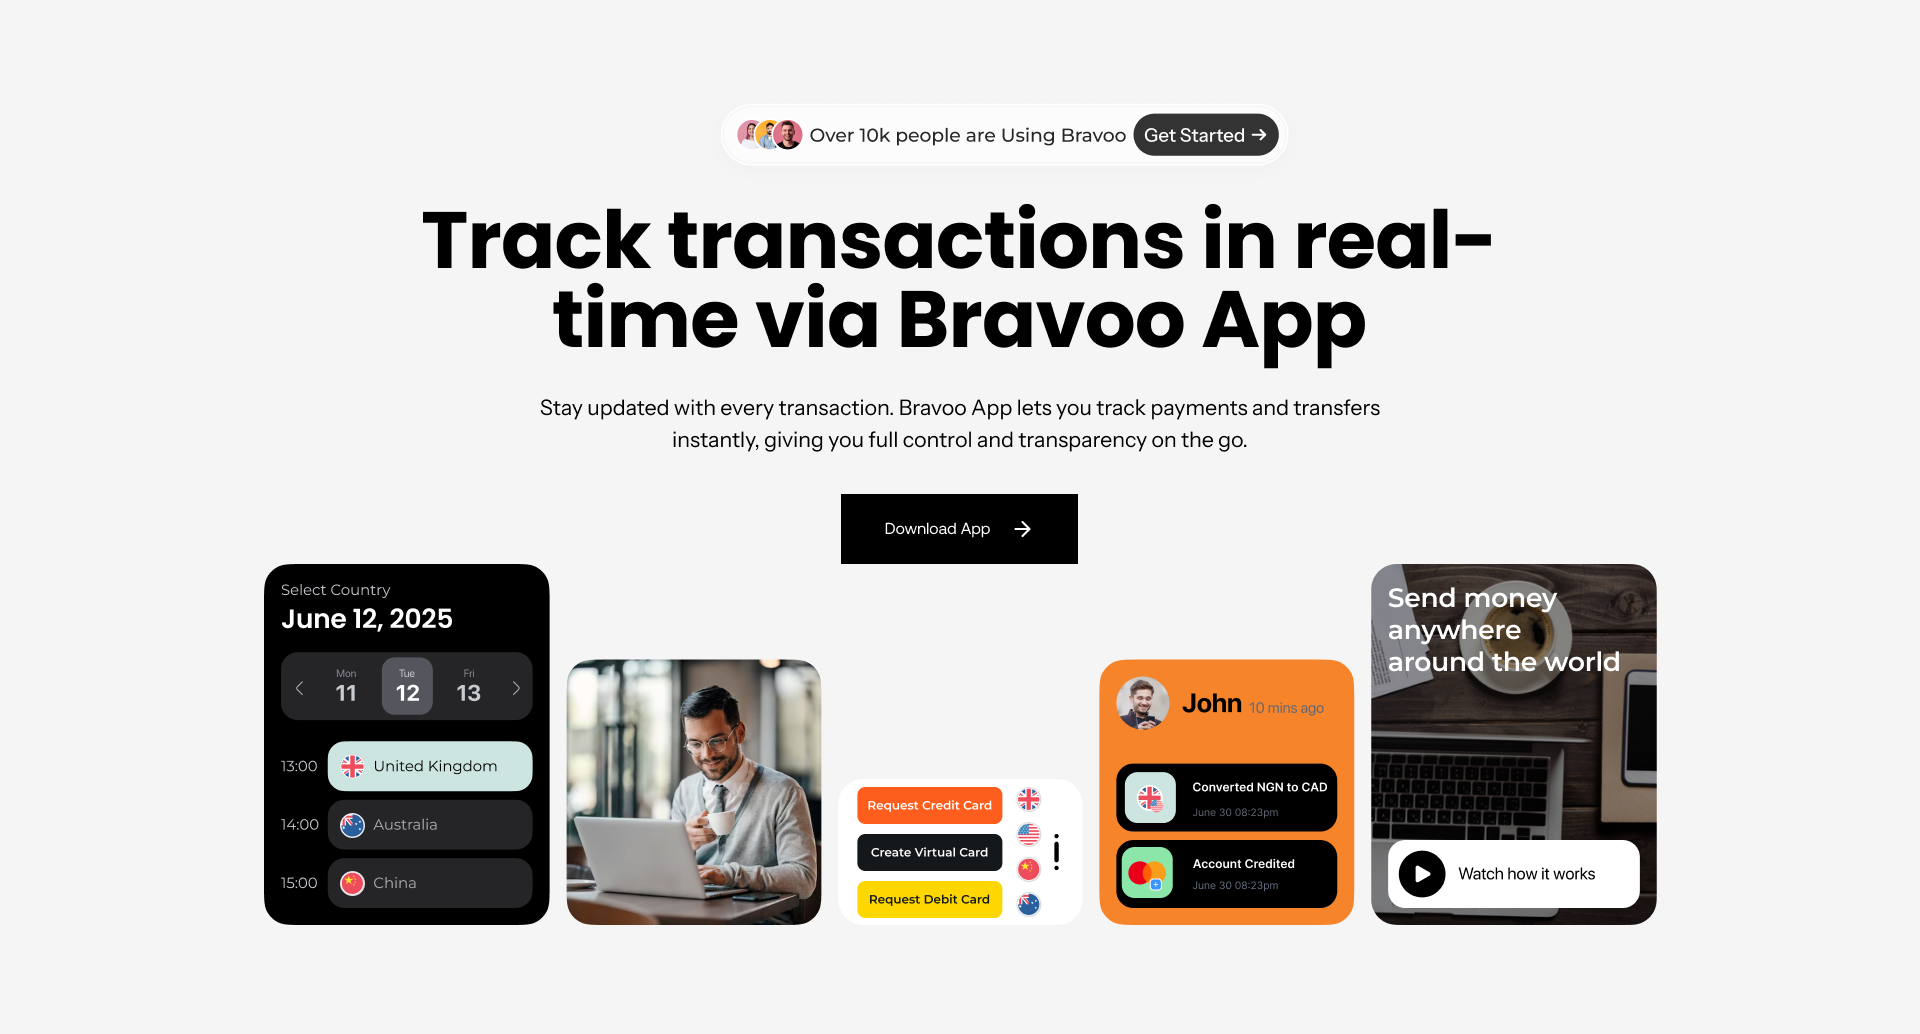 Over 10k people are Using Bravoo
Get Started
Track transactions in real-
time via Bravoo App
Stay updated with every transaction. Bravoo App lets you track payments and transfers
instantly, giving you full control and transparency on the go.
Download App
Select Country
June 12, 2025
Mon
11
Tue
12
Fri
13
13:00
United Kingdom
14:00
Australia
15:00
China
Request Credit Card
Create Virtual Card
Request Debit Card
John 10 mins ago
Converted NGN to CAD
June 30 08:23pm
Account Credited
June 30 08:23pm
Send money
anywhere
around the world
Watch how it works